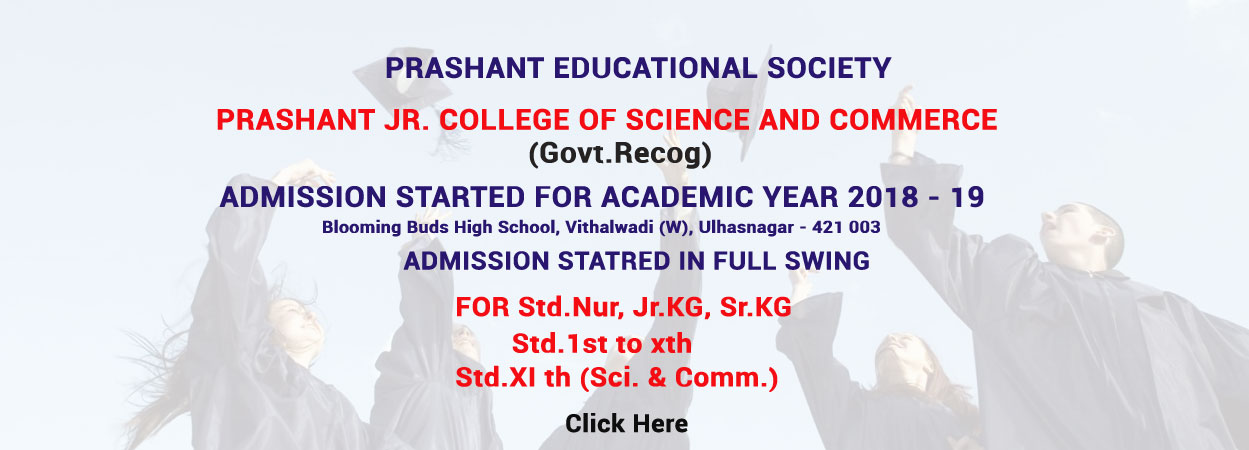 PRASHANT EDUCATIONAL SOCIETY
PRASHANT JR. COLLEGE OF SCIENCE AND COMMERCE
(Govt.Recog)
ADMISSION STARTED FOR ACADEMIC YEAR 2018 - 19
Blooming Buds High School, Vithalwadi (W), Ulhasnagar - 421 003
ADMISSION STATRED IN FULL SWING
FOR Std.Nur, Jr.KG, Sr.KG
Std.1st to xth
Std.XI th (Sci. & Comm.)
Click Here